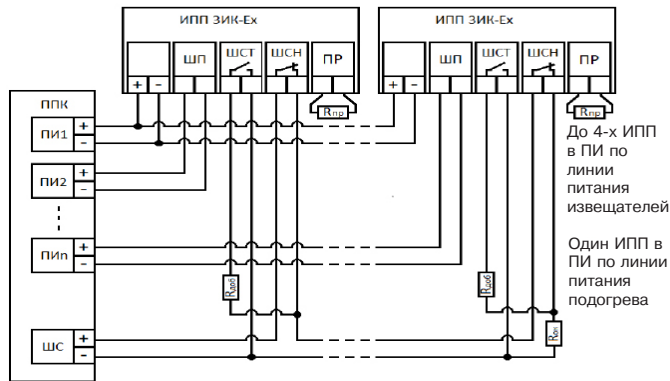 ИПП ЗИК-Ex
ИПП ЗИК-Ex
ШП
ШСТ
ШСН
ПР
ШП
ШСТ
ШСН
ПР
+ −
+ −
Rпр
Rпр
ППК
ПИ1
+
−
ПИ2
+
−
ПИn
+
−
ШС
+
−
Rдоб
Rдоб
Rок
До 4-х ИПП
в ПИ по
линии
питания
извещателей
Один ИПП в
ПИ по линии
питания
подогрева